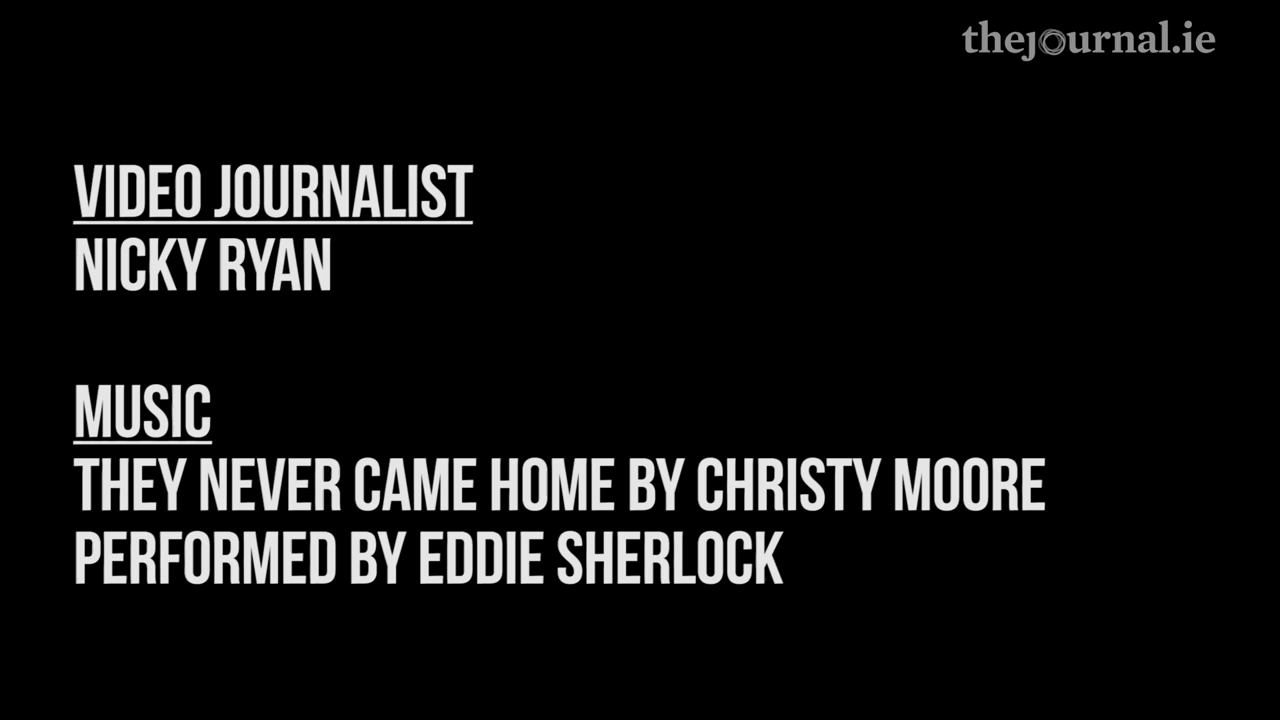 thejournal.ie
VIDEO JOURNALIST
NICKY RYAN
MUSIC
THEY NEVER CAME HOME BY CHRISTY MOORE
PERFORMED BY EDDIE SHERLOCK